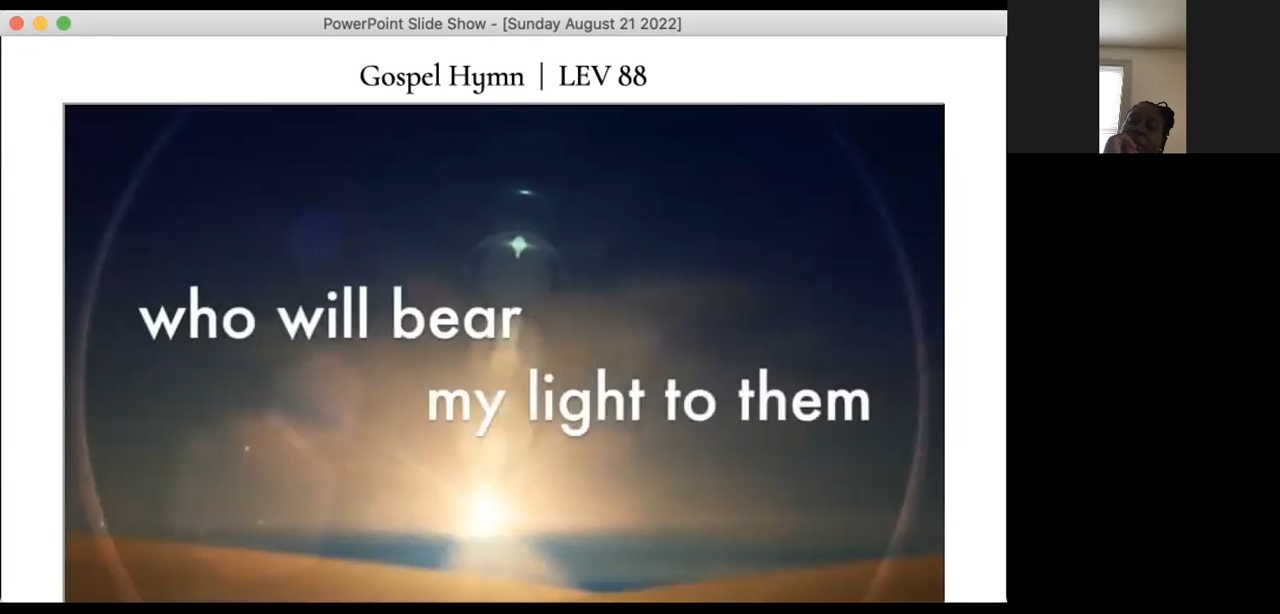 PowerPoint Slide Show - [Sunday August 21 2022]
Gospel Hymn | LEV 88
who will bear
my light to them